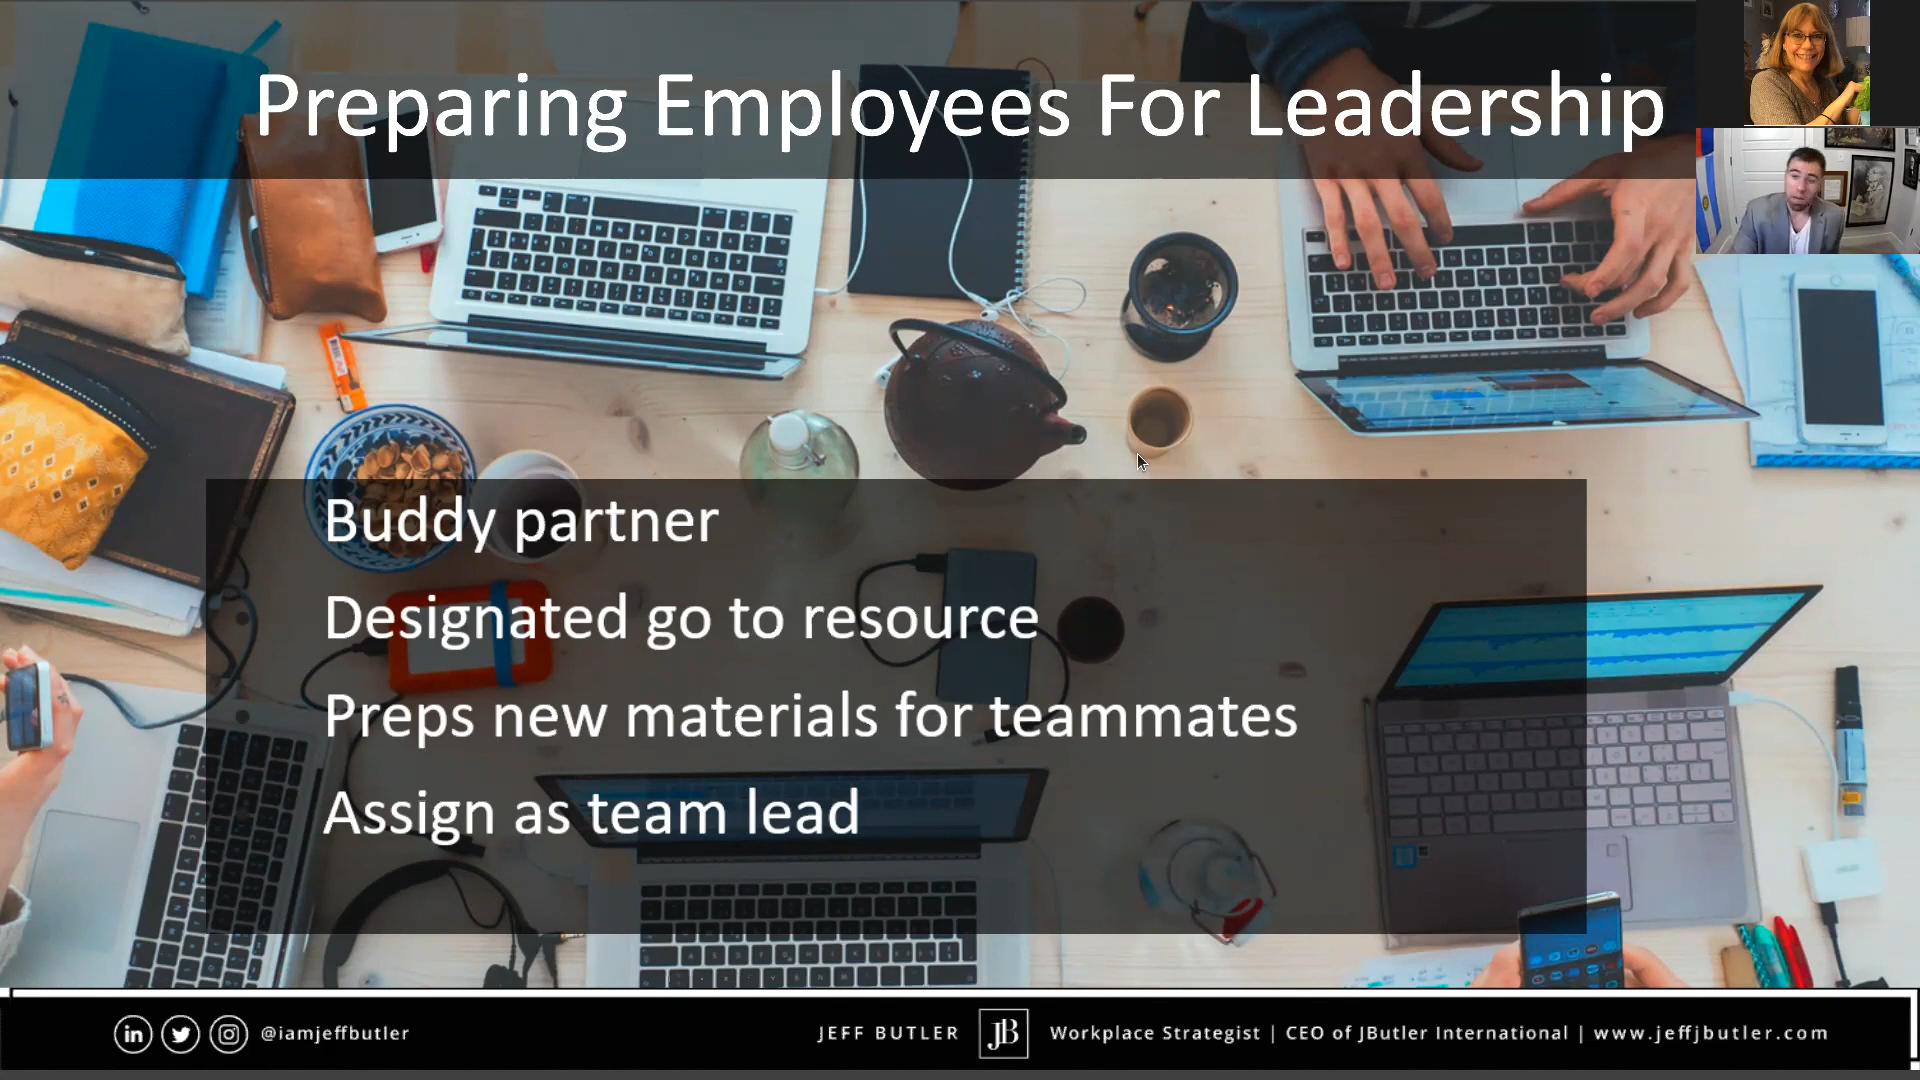 Preparing Employees For Leadership
Buddy partner
Designated go to resource
Preps new materials for teammates
Assign as team lead
in @iamjeffbutler
JEFF BUTLER JB Workplace Strategist | CEO of JButler International | www.jeffjbutler.com